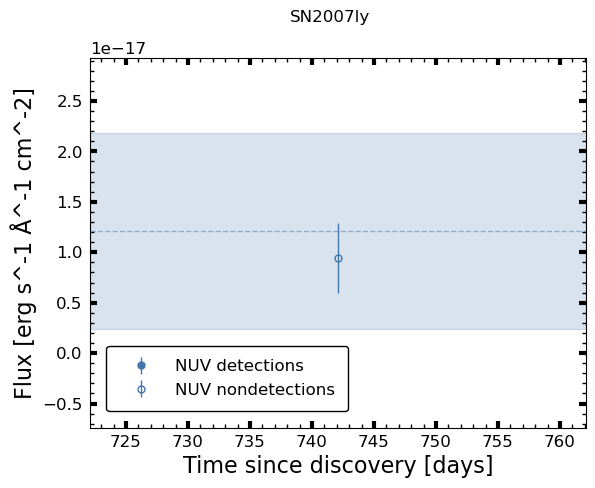 SN2007ly
1e−17
2.5
2.0
1.5
1.0
0.5
0.0
−0.5
Flux [erg s^-1 Å^-1 cm^-2]
NUV detections
NUV nondetections
725 730 735 740 745 750 755 760
Time since discovery [days]